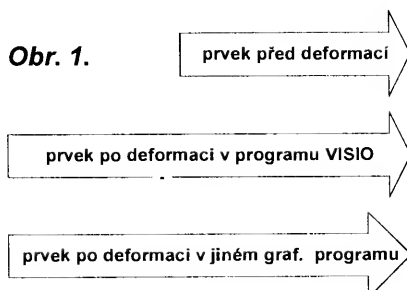 Obr. 1.
prvek před deformací
prvek po deformaci v programu VISIO
prvek po deformaci v jiném graf. programu